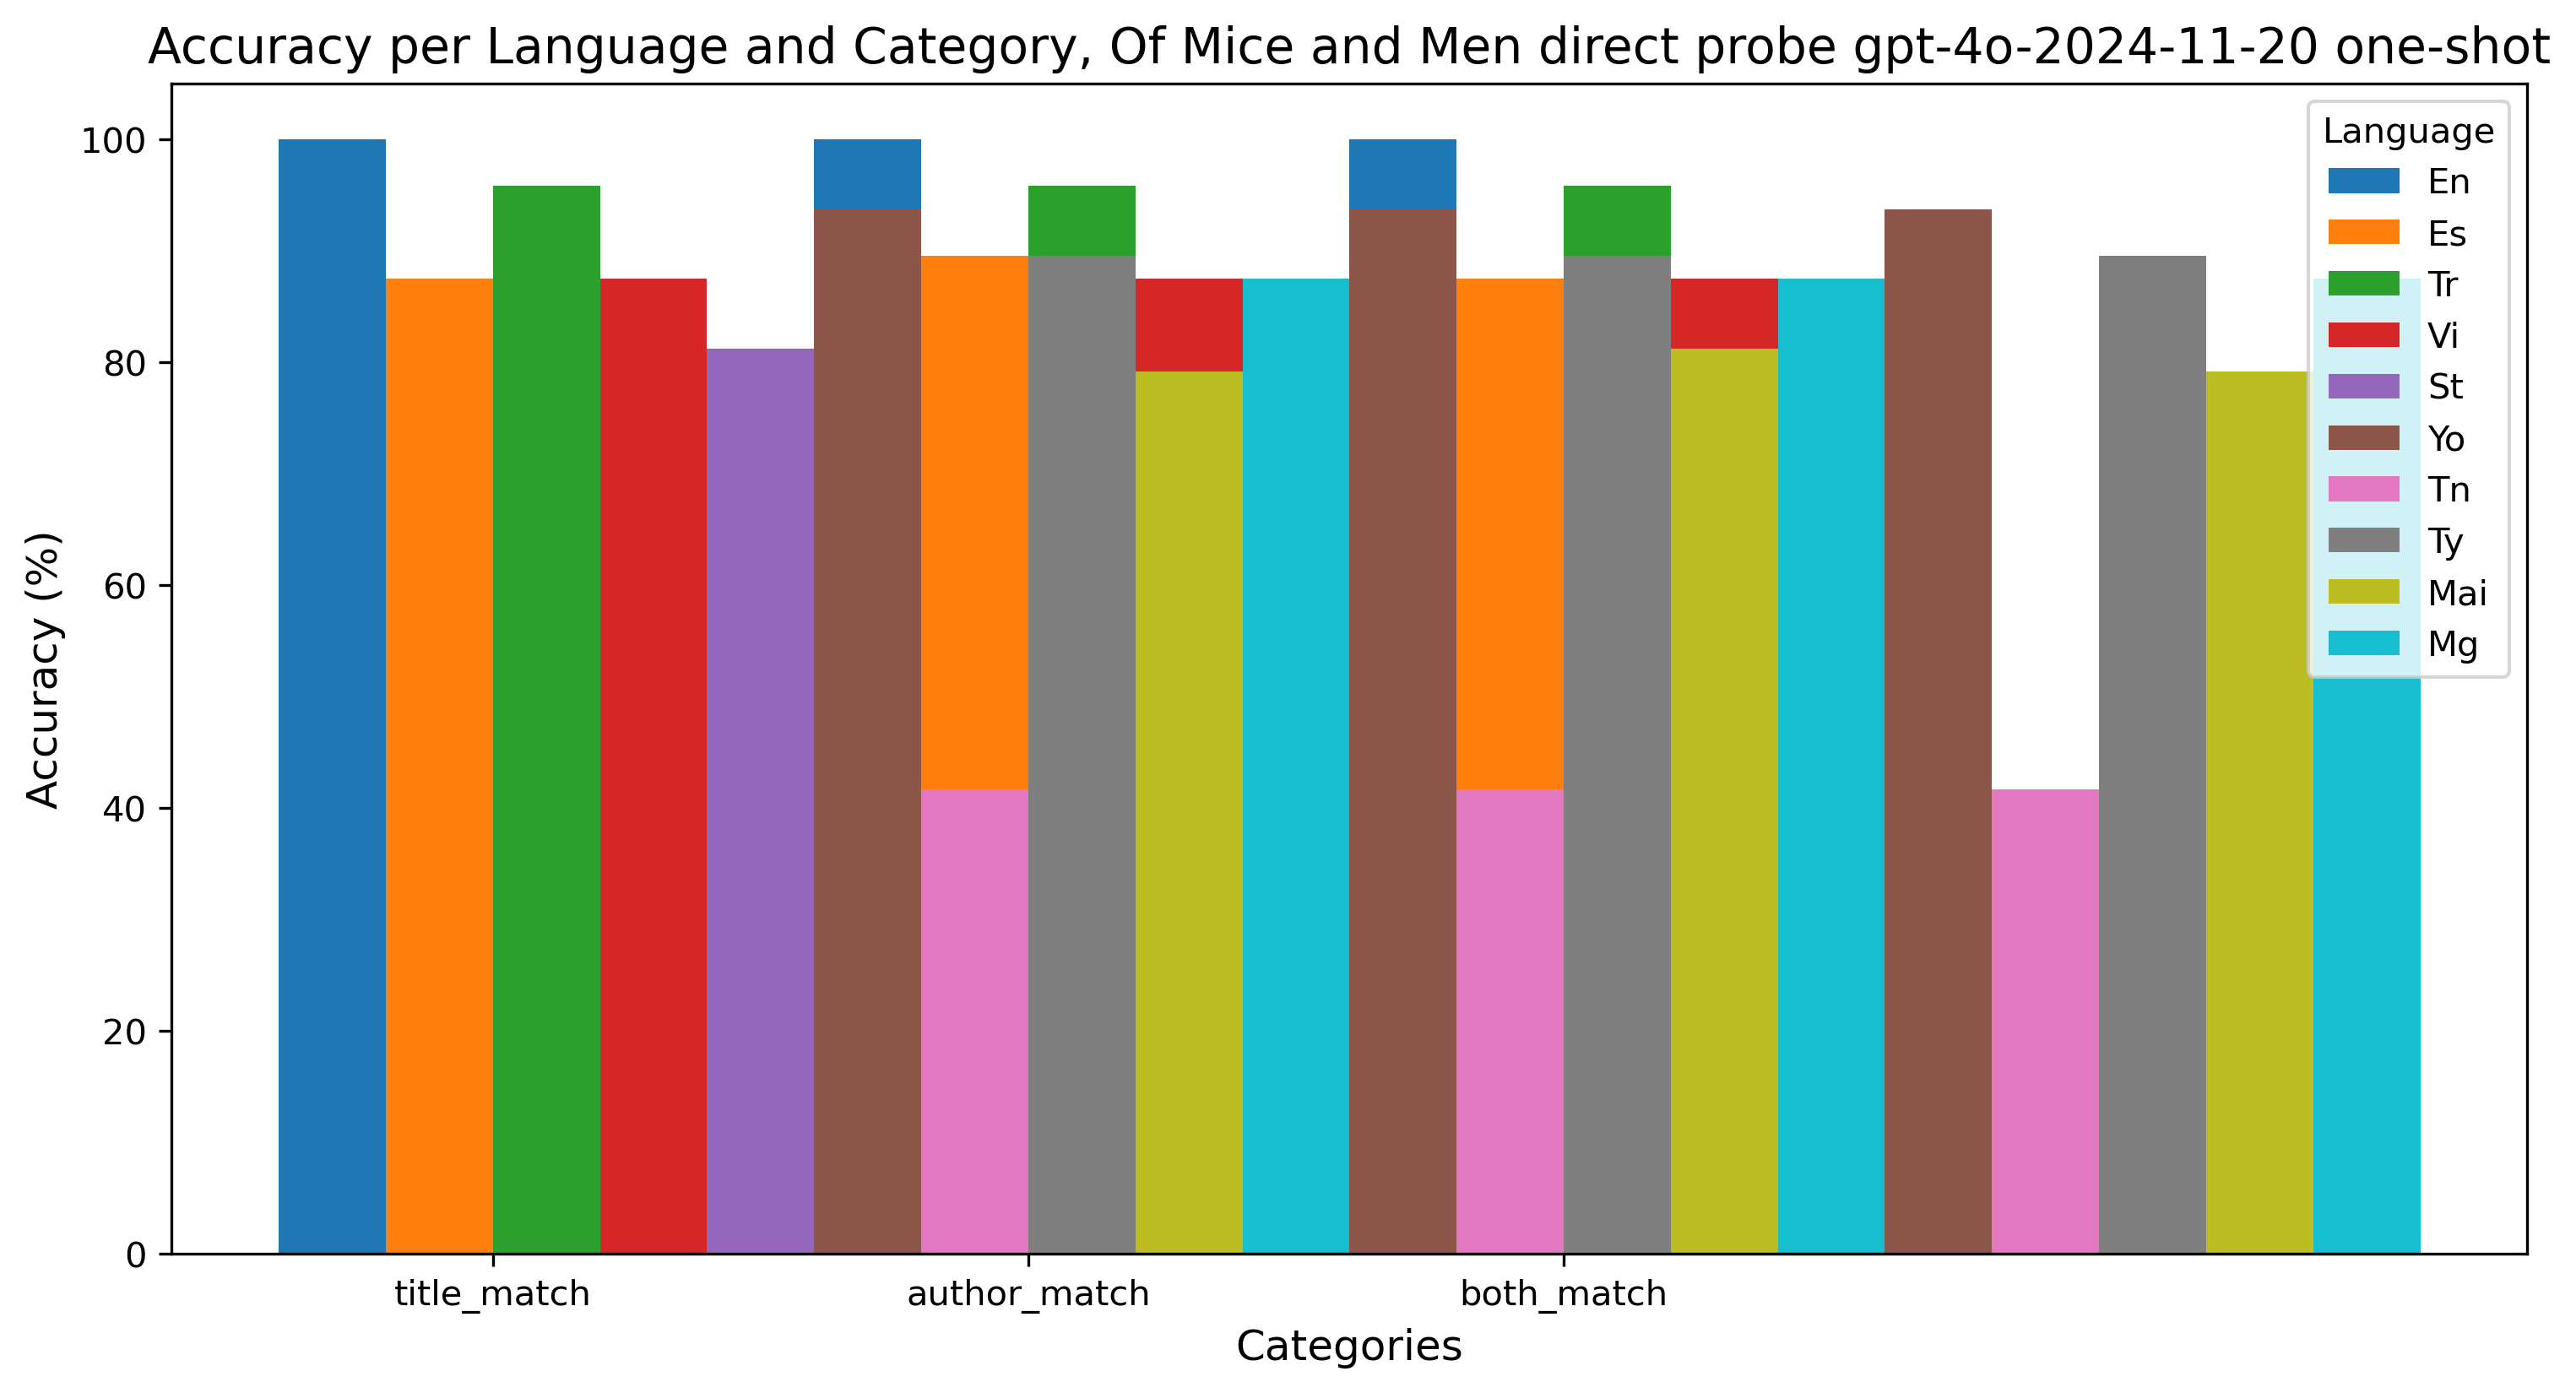 Accuracy per Language and Category, Of Mice and Men direct probe gpt-4o-2024-11-20 one-shot
Accuracy (%)
100
80
60
40
20
0
title_match
author_match
both_match
Categories
Language
En
Es
Tr
Vi
St
Yo
Tn
Ty
Mai
Mg